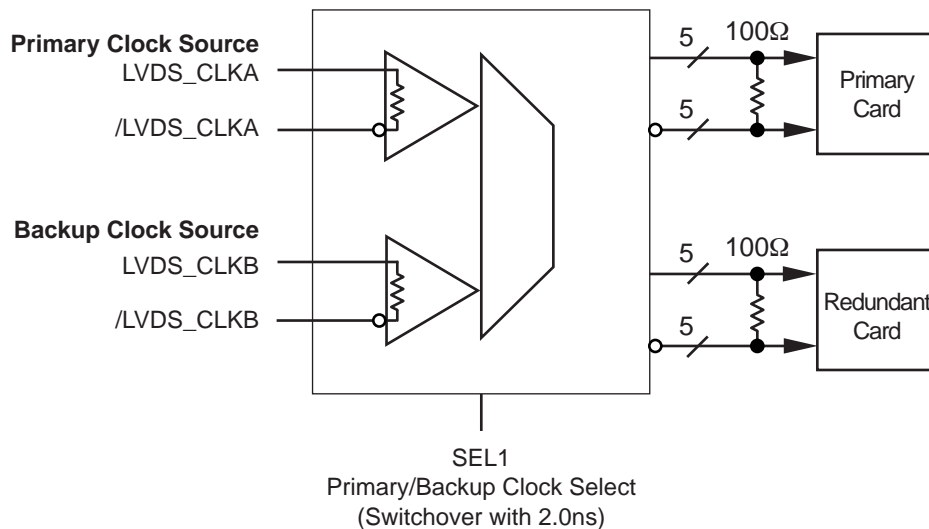 Primary Clock Source
LVDS_CLKA
/LVDS_CLKA
Backup Clock Source
LVDS_CLKB
/LVDS_CLKB
5
100Ω
5
Primary
Card
5
100Ω
5
Redundant
Card
SEL1
Primary/Backup Clock Select
(Switchover with 2.0ns)